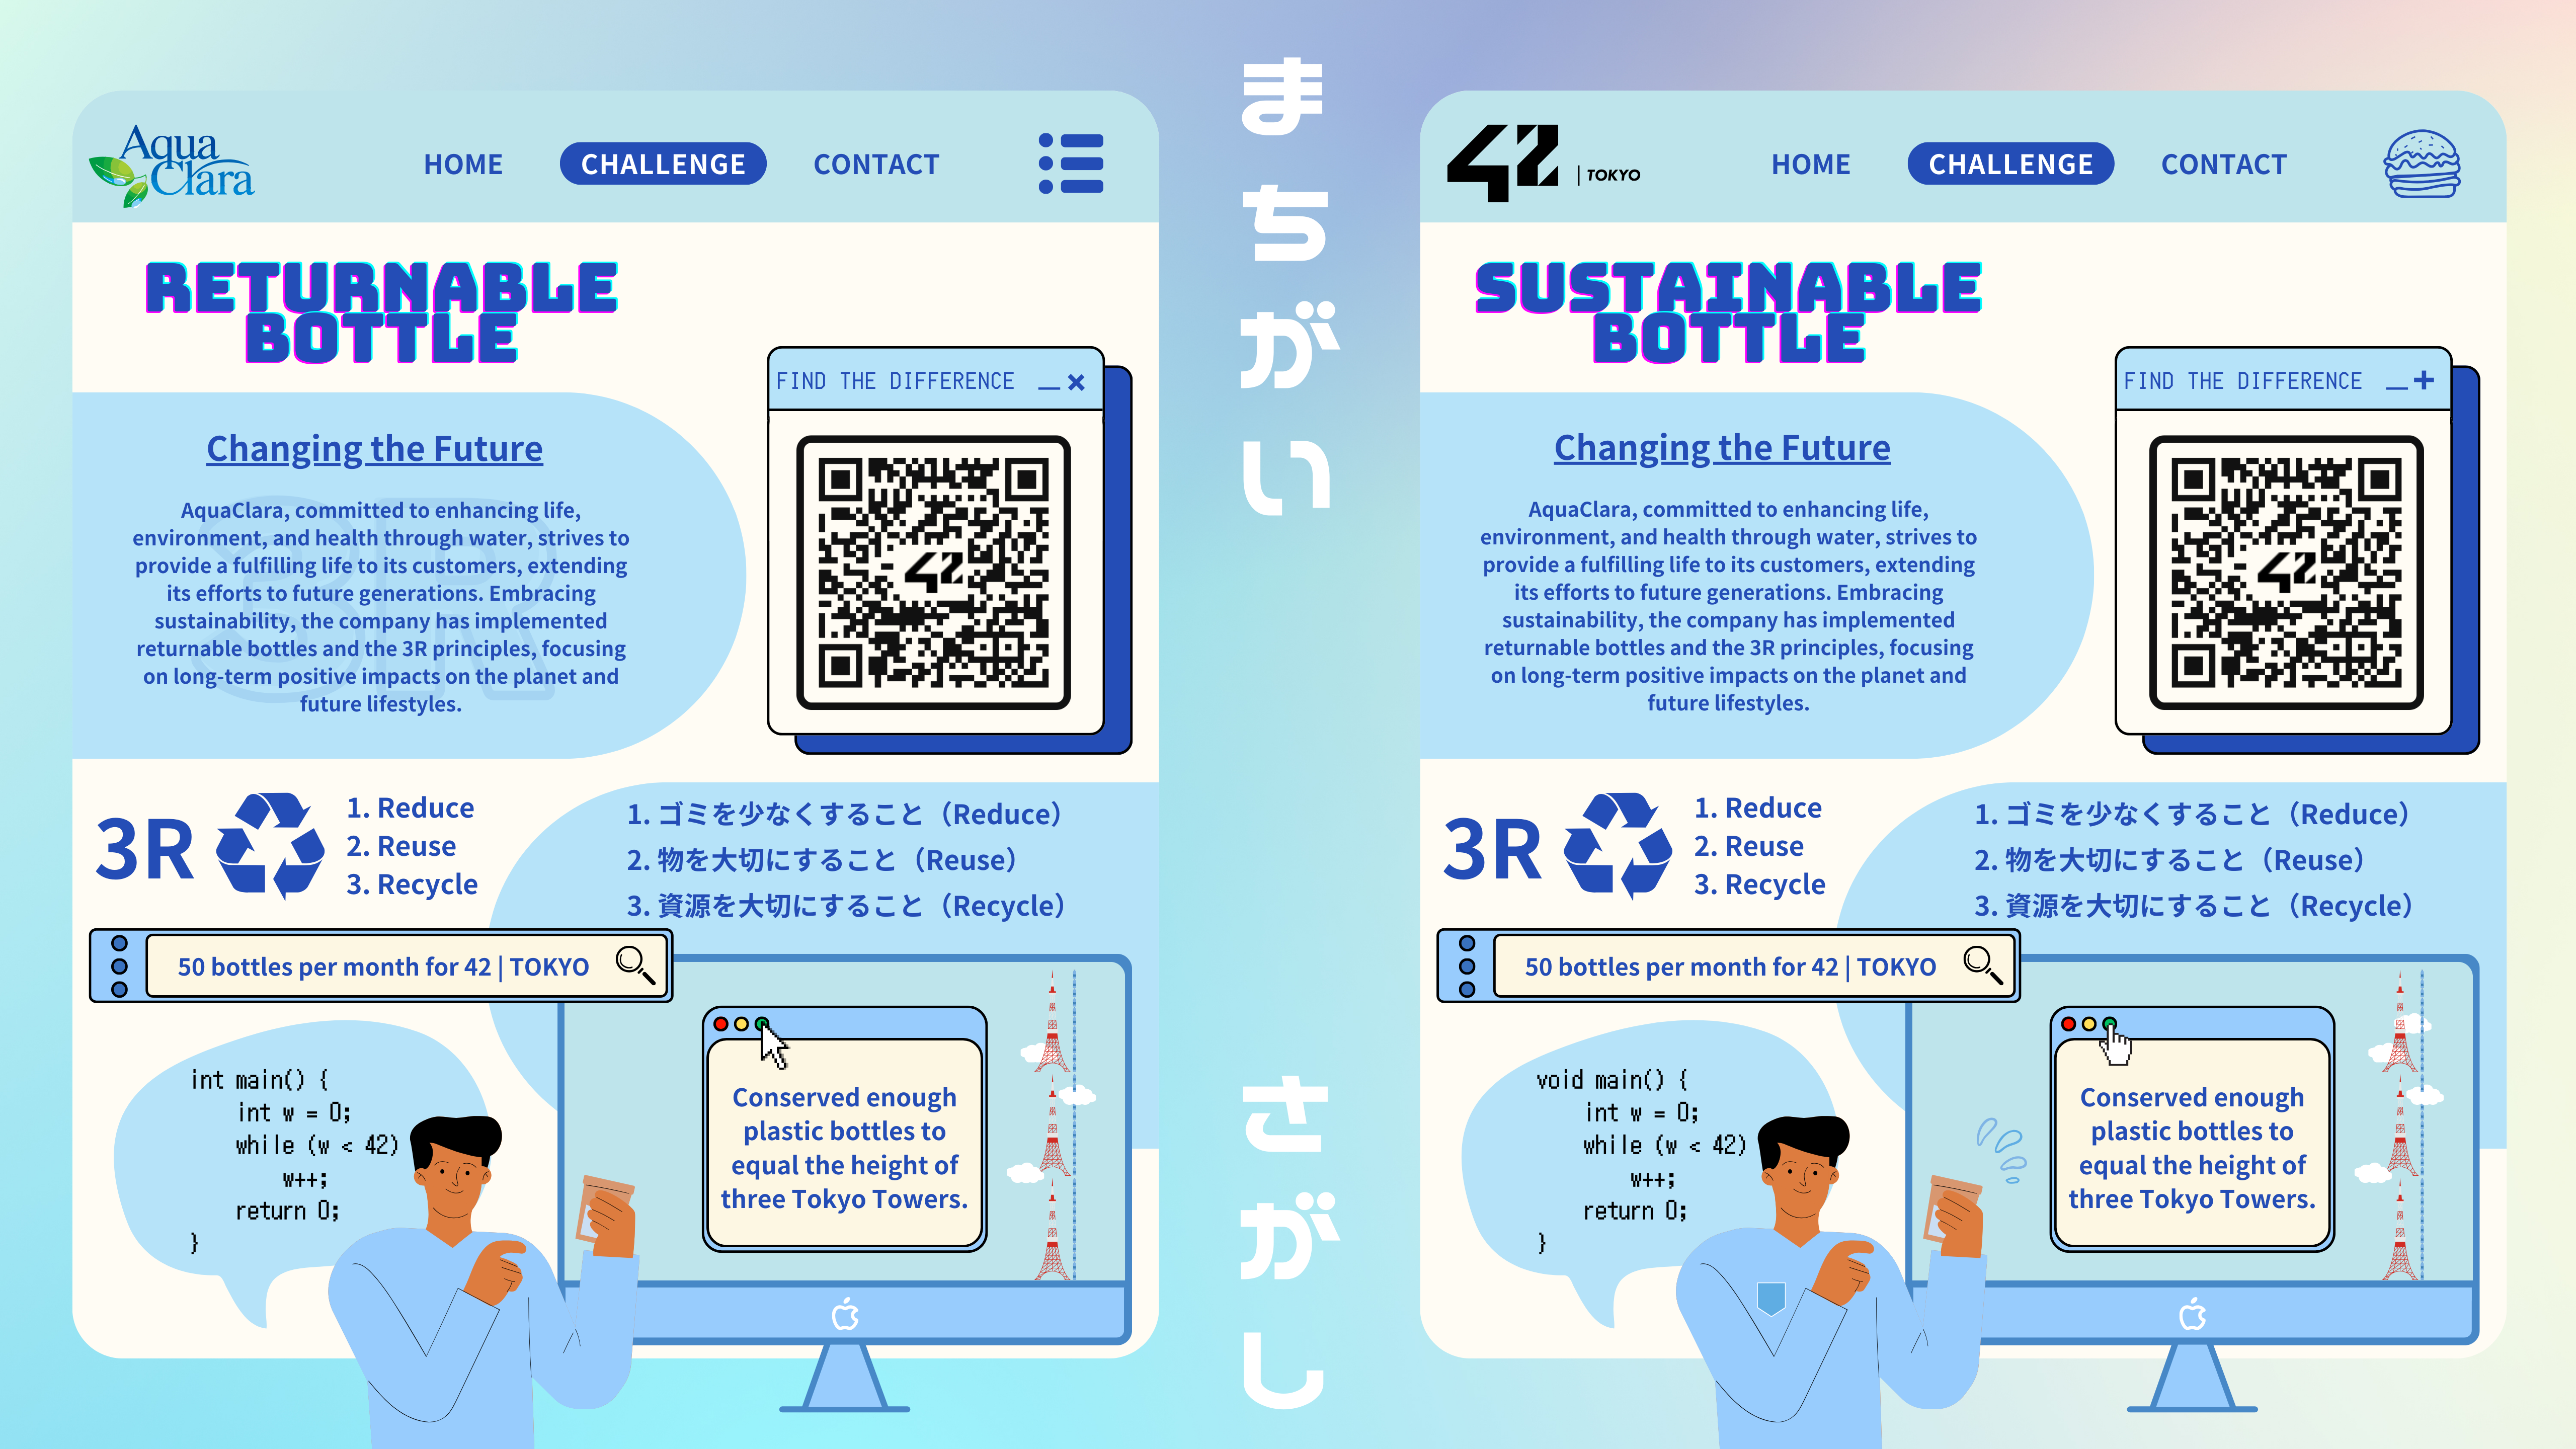 Aqua
Clara
HOME
CHALLENGE
CONTACT
RETURNABLE
BOTTLE
FIND THE DIFFERENCE
Changing the Future
3R
AquaClara, committed to enhancing life,
environment, and health through water, strives to
provide a fulfilling life to its customers, extending
its efforts to future generations. Embracing
sustainability, the company has implemented
returnable bottles and the 3R principles, focusing
on long-term positive impacts on the planet and
future lifestyles.
42
3R
1. Reduce
2. Reuse
3. Recycle
1. ゴミを少なくすること（Reduce）
2. 物を大切にすること（Reuse）
3. 資源を大切にすること（Recycle）
50 bottles per month for 42 | TOKYO
int main() {
int w = 0;
while (w < 42)
w++;
return 0;
}
Conserved enough
plastic bottles to
equal the height of
three Tokyo Towers.
まちがい
さがし
42 | TOKYO
HOME
CHALLENGE
CONTACT
SUSTAINABLE
BOTTLE
FIND THE DIFFERENCE
Changing the Future
AquaClara, committed to enhancing life,
environment, and health through water, strives to
provide a fulfilling life to its customers, extending
its efforts to future generations. Embracing
sustainability, the company has implemented
returnable bottles and the 3R principles, focusing
on long-term positive impacts on the planet and
future lifestyles.
42
3R
1. Reduce
2. Reuse
3. Recycle
1. ゴミを少なくすること（Reduce）
2. 物を大切にすること（Reuse）
3. 資源を大切にすること（Recycle）
50 bottles per month for 42 | TOKYO
void main() {
int w = 0;
while (w < 42)
w++;
return 0;
}
Conserved enough
plastic bottles to
equal the height of
three Tokyo Towers.